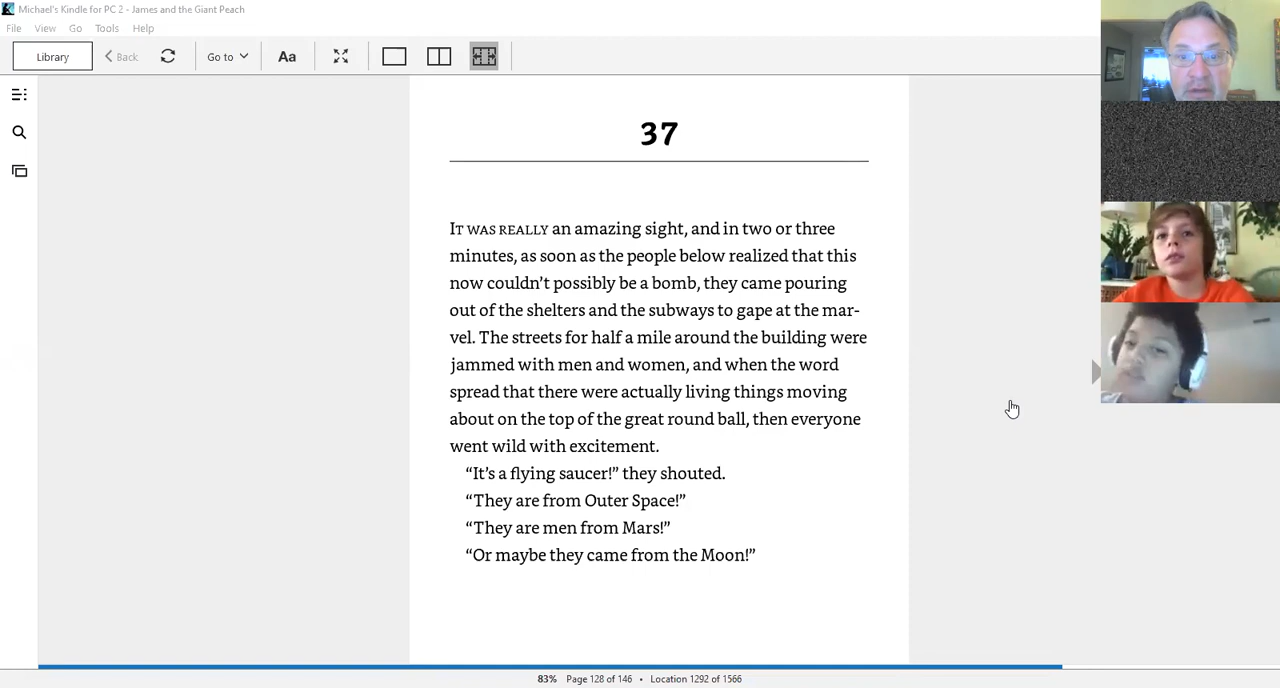 Michael's Kindle for PC 2 - James and the Giant Peach
File View Go Tools Help
Library Back Go to Aa
37
IT WAS REALLY an amazing sight, and in two or three
minutes, as soon as the people below realized that this
now couldn’t possibly be a bomb, they came pouring
out of the shelters and the subways to gape at the mar-
vel. The streets for half a mile around the building were
jammed with men and women, and when the word
spread that there were actually living things moving
about on the top of the great round ball, then everyone
went wild with excitement.
“It’s a flying saucer!” they shouted.
“They are from Outer Space!”
“They are men from Mars!”
“Or maybe they came from the Moon!”
83% Page 128 of 146 • Location 1292 of 1566